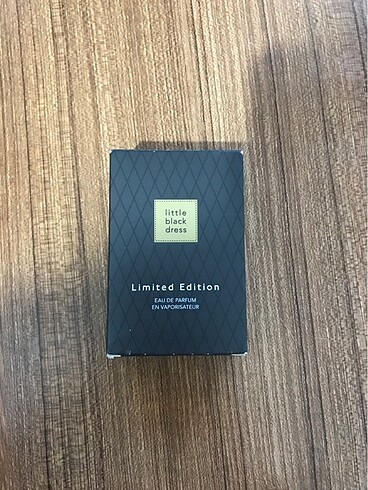 little
black
dress
Limited Edition
EAU DE PARFUM
EN VAPORISATEUR